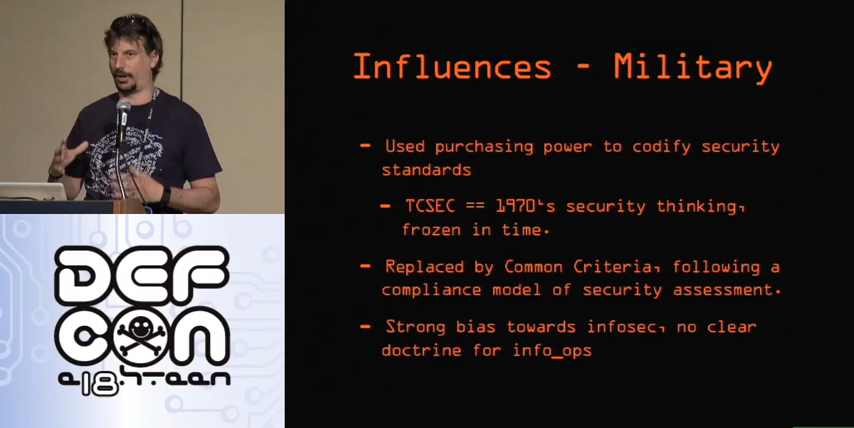 Influences - Military
- Used purchasing power to codify security
standards
- TCSEC == 1970's security thinking,
frozen in time.
- Replaced by Common Criteria, following a
compliance model of security assessment.
- Strong bias towards infosec, no clear
doctrine for info_ops
DEF
CON
e18hteen